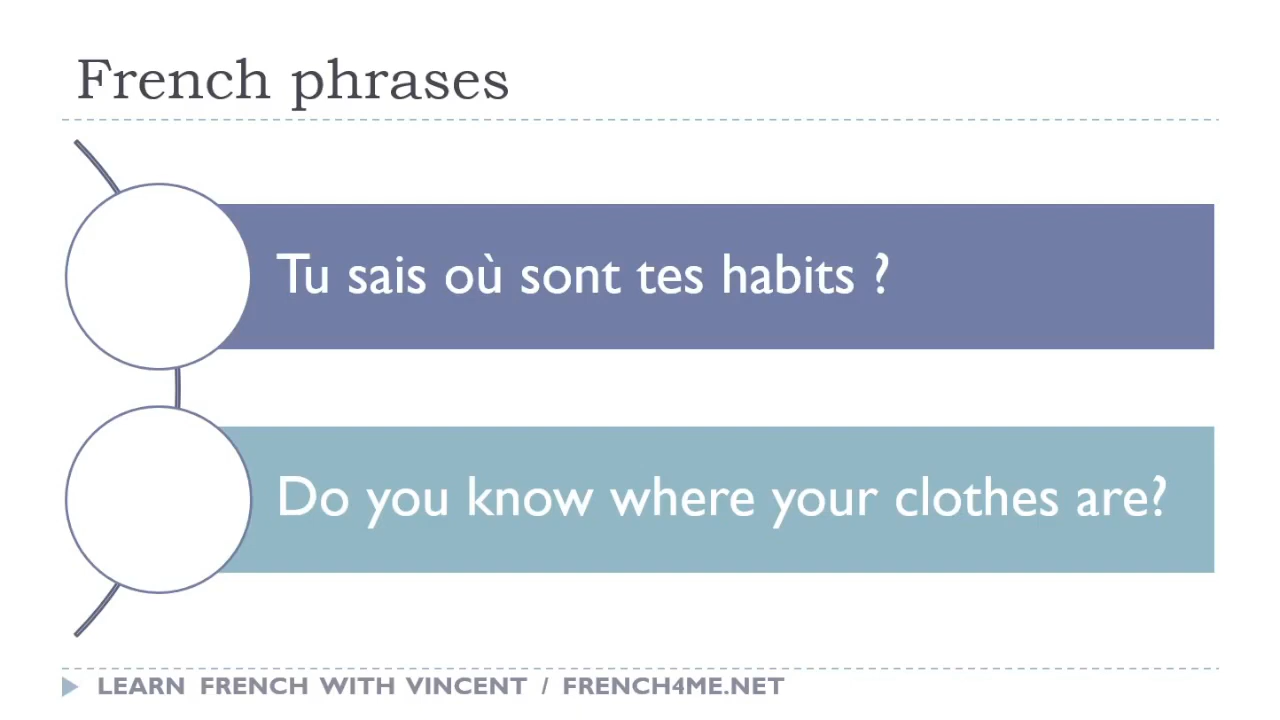 French phrases
Tu sais où sont tes habits ?
Do you know where your clothes are?
LEARN FRENCH WITH VINCENT / FRENCH4ME.NET